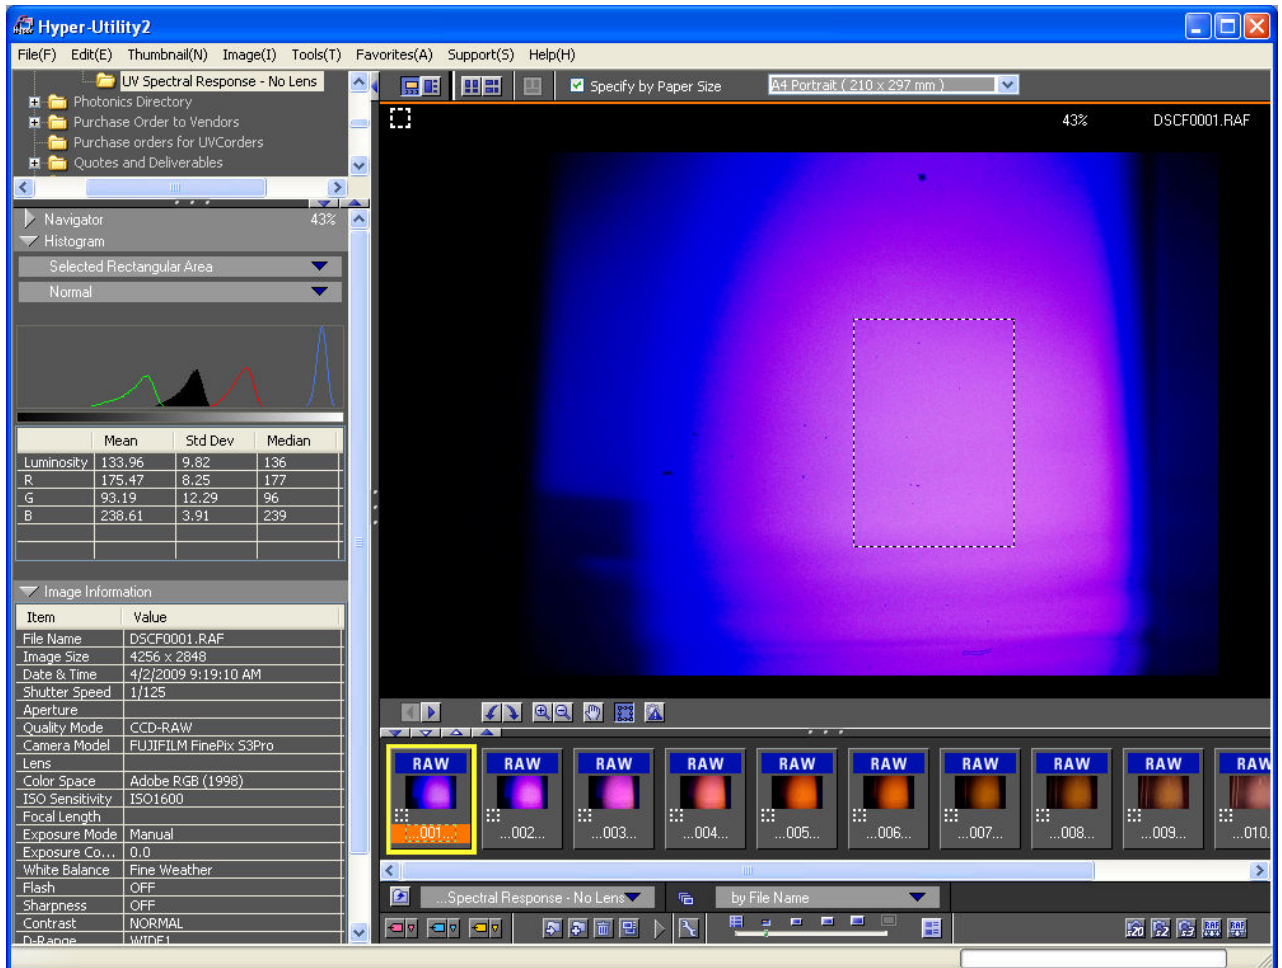 Hyper-Utility2
File(F) Edit(E) Thumbnail(N) Image(I) Tools(T) Favorites(A) Support(S) Help(H)
UV Spectral Response - No Lens
Photonics Directory
Purchase Order to Vendors
Purchase orders for UVCorders
Quotes and Deliverables
Specify by Paper Size
A4 Portrait ( 210 x 297 mm )
43%
DSCF0001.RAF
Navigator 43%
Histogram
Selected Rectangular Area
Normal
Mean Std Dev Median
Luminosity 133.96 9.82 136
R 175.47 8.25 177
G 93.19 12.29 96
B 238.61 3.91 239
Image Information
Item Value
File Name DSCF0001.RAF
Image Size 4256 x 2848
Date & Time 4/2/2009 9:19:10 AM
Shutter Speed 1/125
Aperture
Quality Mode CCD-RAW
Camera Model FUJIFILM FinePix S3Pro
Lens
Color Space Adobe RGB (1998)
ISO Sensitivity ISO1600
Focal Length
Exposure Mode Manual
Exposure Co... 0.0
White Balance Fine Weather
Flash OFF
Sharpness OFF
Contrast NORMAL
D-Range WIDE1
RAW RAW RAW RAW RAW RAW RAW RAW RAW RAW
...001... ...002... ...003... ...004... ...005... ...006... ...007... ...008... ...009... ...010.
...Spectral Response - No Lens
by File Name
S20 S2 S3 RAF RAF